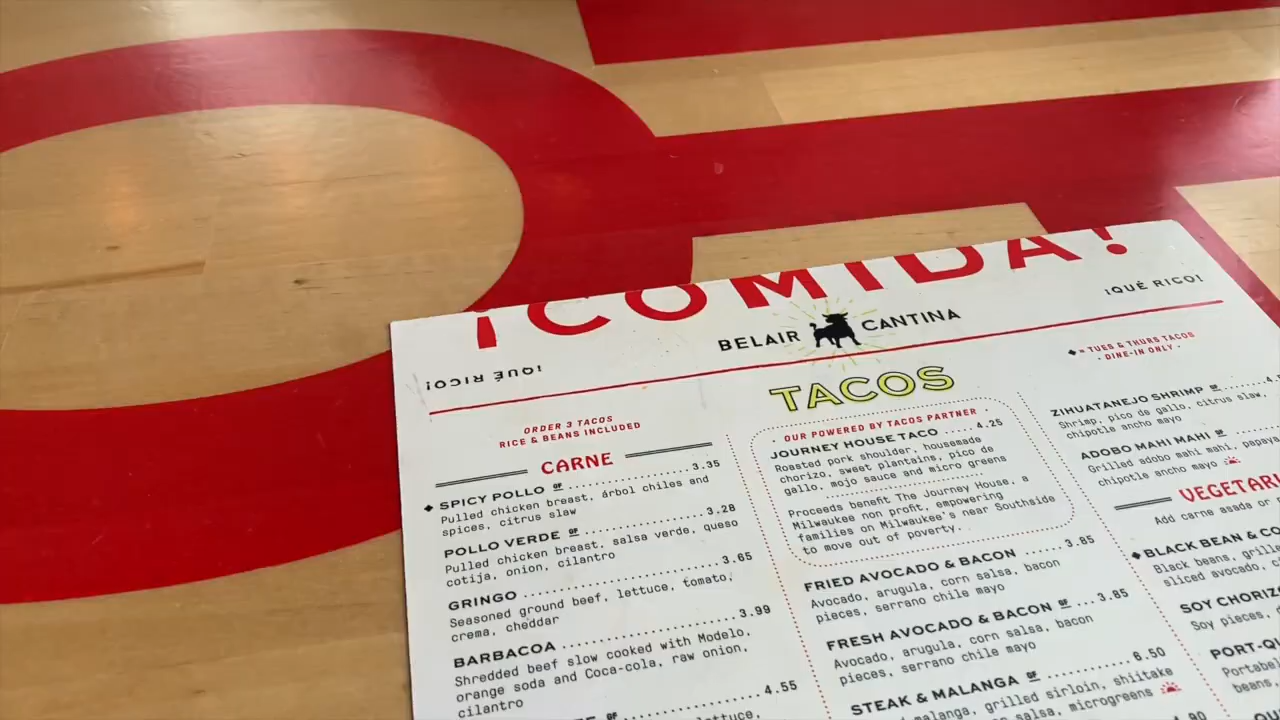 ¡COMIDA!
BELAIR CANTINA
¡QUÉ RICO!
¡QUÉ RICO!
TACOS
ORDER 3 TACOS
RICE & BEANS INCLUDED
CARNE
SPICY POLLO GF ........ 3.35
Pulled chicken breast, árbol chiles and
spices, citrus slaw
POLLO VERDE GF ........ 3.28
Pulled chicken breast, salsa verde, queso
cotija, onion, cilantro
GRINGO ........ 3.65
Seasoned ground beef, lettuce, tomato,
crema, cheddar
BARBACOA ........ 3.99
Shredded beef slow cooked with Modelo,
orange soda and Coca-cola, raw onion,
cilantro
GF ........ 4.55
lettuce,
OUR POWERED BY TACOS PARTNER
JOURNEY HOUSE TACO ..... 4.25
Roasted pork shoulder, housemade
chorizo, sweet plantains, pico de
gallo, mojo sauce and micro greens
Proceeds benefit The Journey House, a
Milwaukee non profit, empowering
families on Milwaukee's near Southside
to move out of poverty.
FRIED AVOCADO & BACON ...... 3.85
Avocado, arugula, corn salsa, bacon
pieces, serrano chile mayo
FRESH AVOCADO & BACON GF ... 3.85
Avocado, arugula, corn salsa, bacon
pieces, serrano chile mayo
STEAK & MALANGA GF ........ 6.50
malanga, grilled sirloin, shiitake
salsa, microgreens
◆ = TUES & THURS TACOS
• DINE-IN ONLY •
ZIHUATANEJO SHRIMP GF
Shrimp, pico de gallo, citrus slaw,
chipotle ancho mayo
ADOBO MAHI MAHI GF
Grilled adobo mahi mahi,
chipotle ancho mayo
Add carne asada or
BLACK BEAN &
Black beans,
sliced avocado,
SOY
Soy pieces,